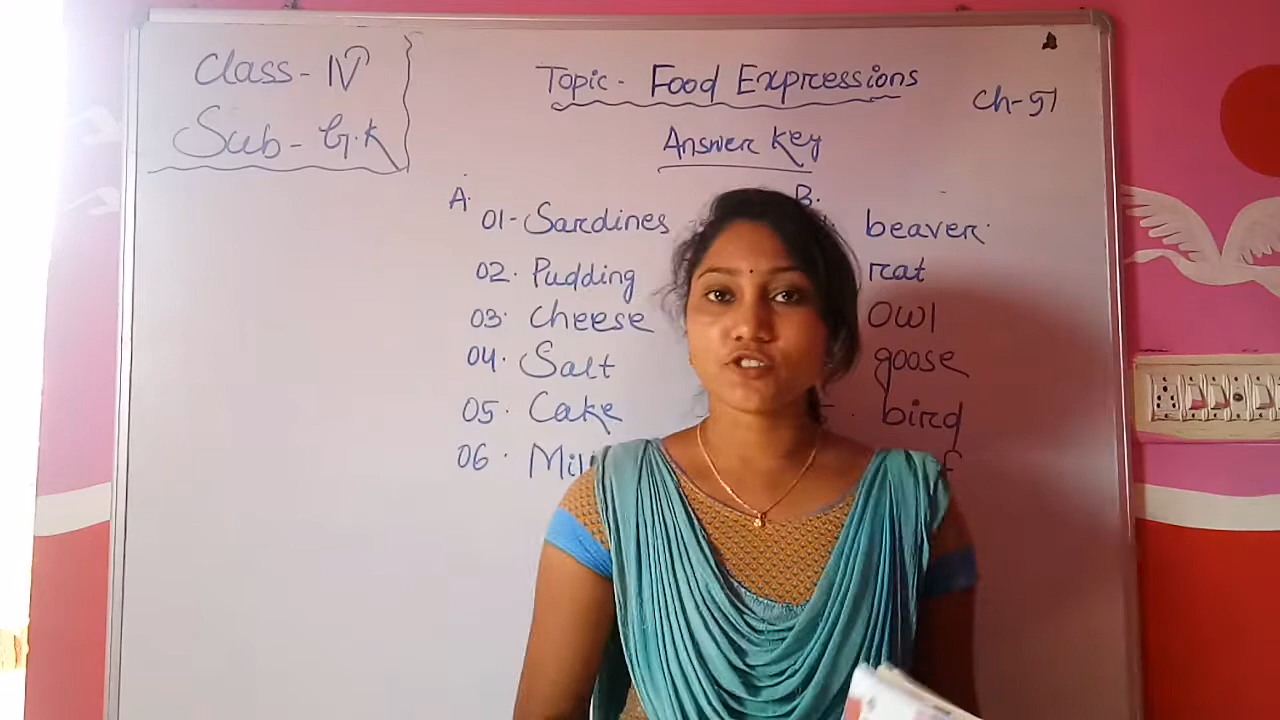 Class - IV
Sub - G.K
Topic - Food Expressions
Ch-51
Answer Key
A.
01- Sardines
02. Pudding
03. Cheese
04. Salt
05. Cake
06.
B.
beaver.
rat
Owl
goose
bird